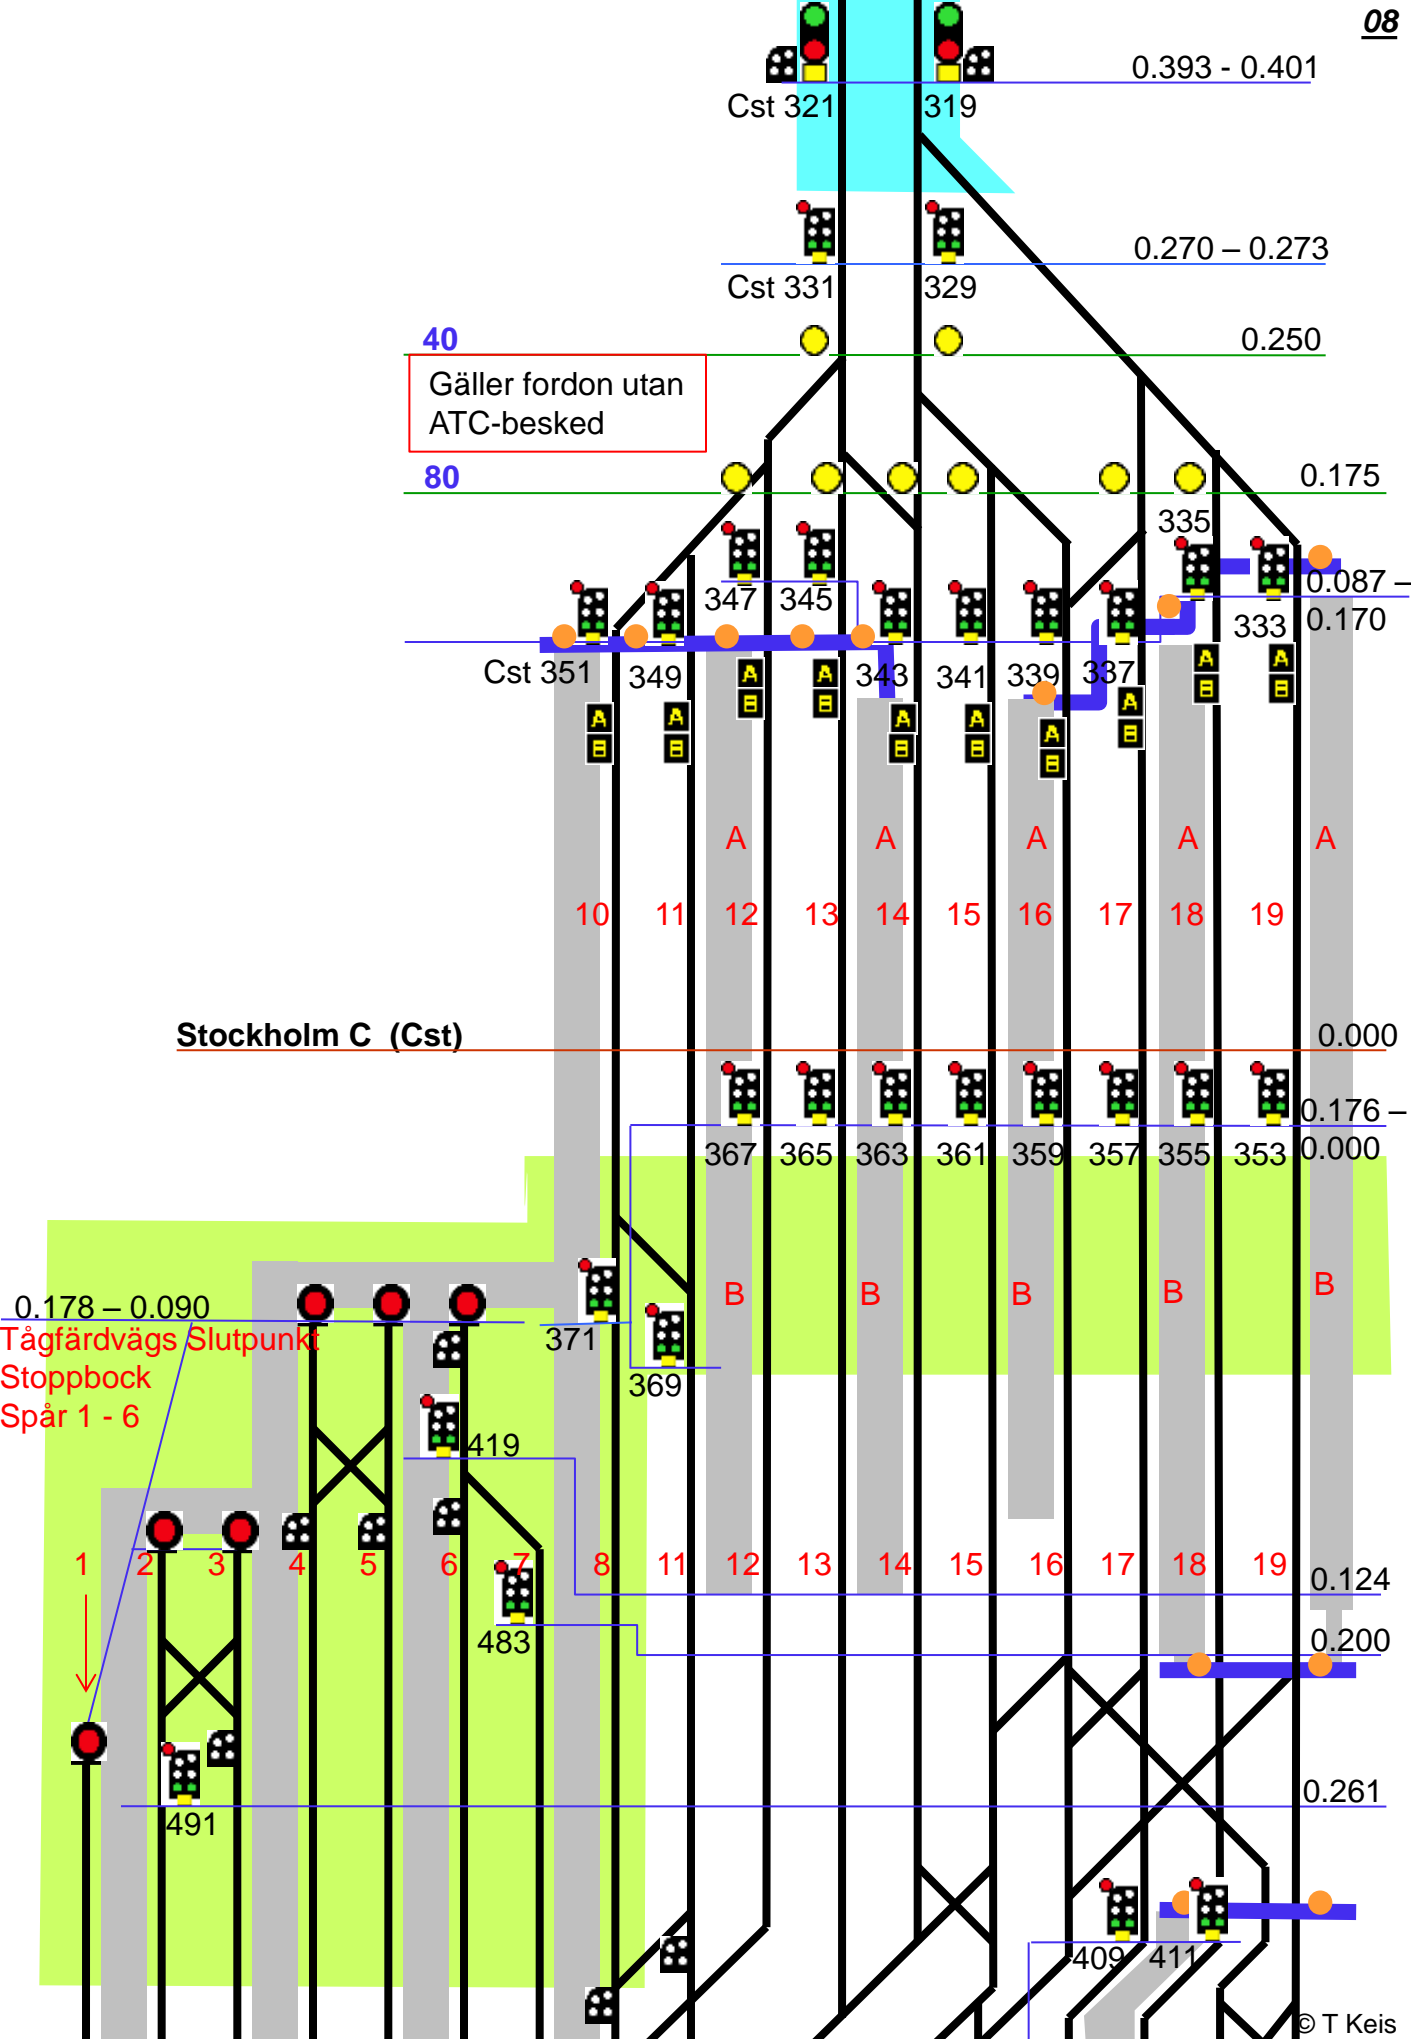 08
0.393 - 0.401
Cst 321
319
0.270 – 0.273
Cst 331
329
40
0.250
Gäller fordon utan
ATC-besked
80
0.175
335
347
345
0.087 –
333
0.170
Cst 351
349
343
341
339
337
A
B
A
B
A
B
A
B
A
B
A
B
A
B
A
B
A
B
A
B
A
A
A
A
A
10
11
12
13
14
15
16
17
18
19
Stockholm C (Cst)
0.000
0.176 –
0.000
367
365
363
361
359
357
355
353
B
B
B
B
B
0.178 – 0.090
Tågfärdvägs Slutpunkt
Stoppbock
Spår 1 - 6
371
369
419
1
2
3
4
5
6
7
8
11
12
13
14
15
16
17
18
19
0.124
483
0.200
0.261
491
409
411
© T Keis